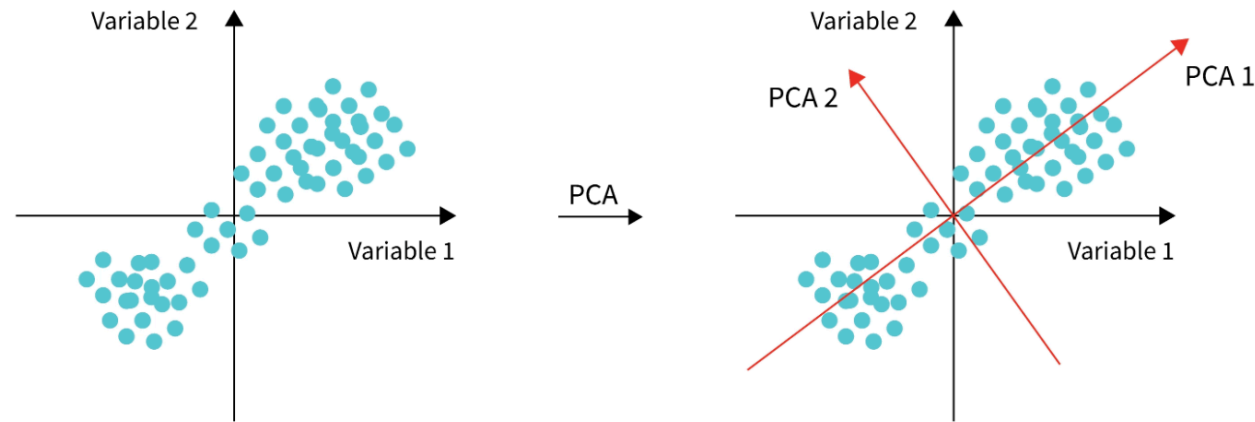 Variable 2
Variable 1
PCA
Variable 2
PCA 1
PCA 2
Variable 1